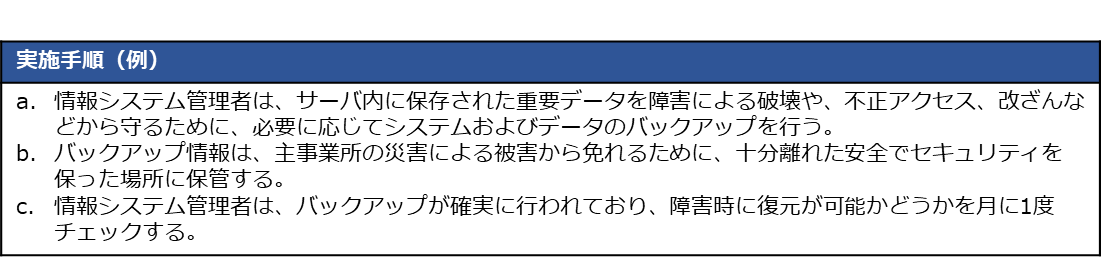 実施手順（例）
a. 情報システム管理者は、サーバ内に保存された重要データを障害による破壊や、不正アクセス、改ざんな
どから守るために、必要に応じてシステムおよびデータのバックアップを行う。
b. バックアップ情報は、主事業所の災害による被害から免れるために、十分離れた安全でセキュリティを
保った場所に保管する。
c. 情報システム管理者は、バックアップが確実に行われており、障害時に復元が可能かどうかを月に1度
チェックする。